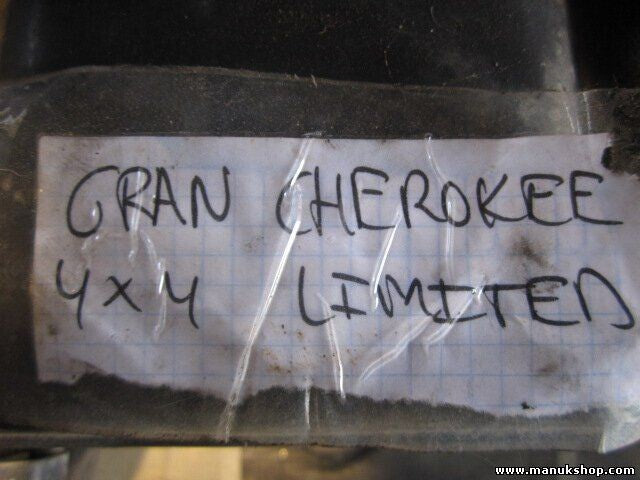 GRAN CHEROKEE
4x4 LIMITED
www.manukshop.com